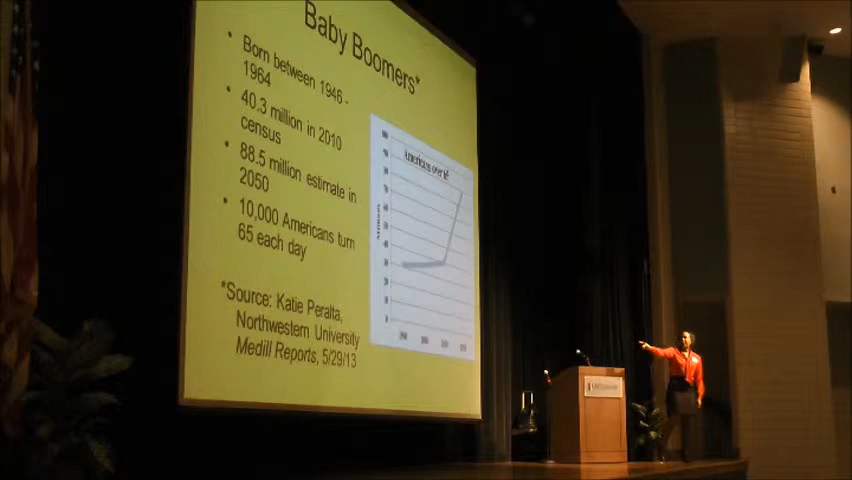 Baby Boomers*
• Born between 1946 -
1964
• 40.3 million in 2010
census
• 88.5 million estimate in
2050
• 10,000 Americans turn
65 each day
*Source: Katie Peralta,
Northwestern University
Medill Reports, 5/29/13
Americans over 65